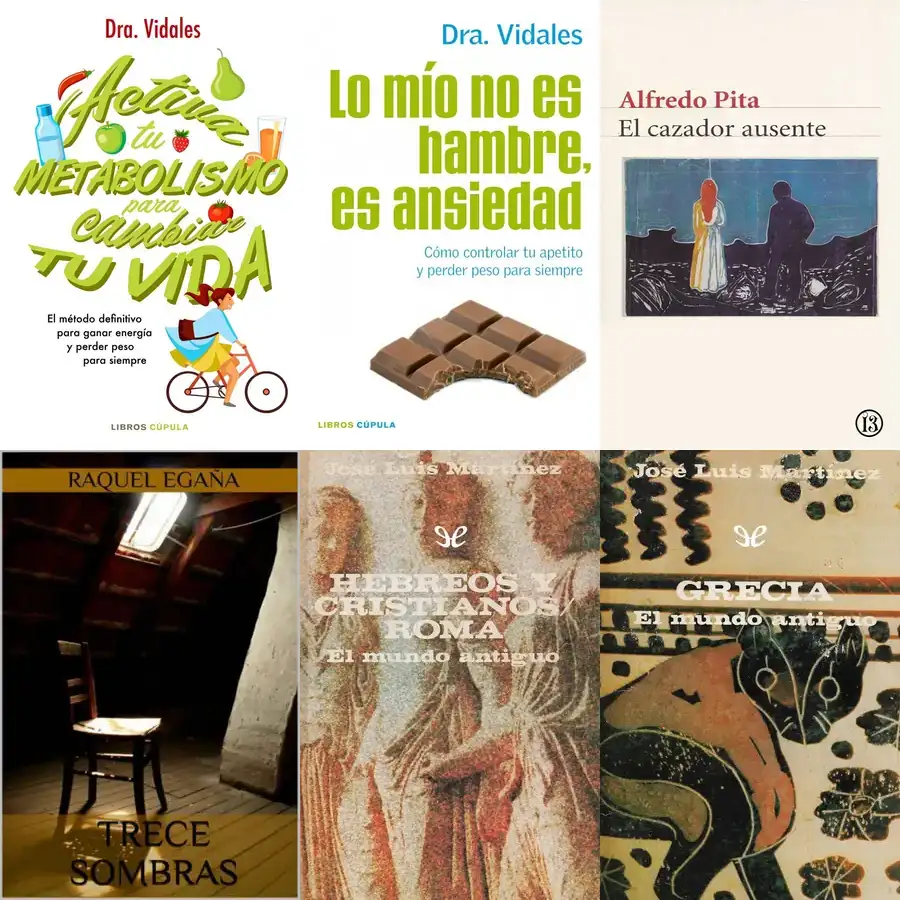 Dra. Vidales
¡Activa
tu
METABOLISMO
para
cambiar
TU VIDA
El método definitivo
para ganar energía
y perder peso
para siempre
LIBROS CÚPULA
Dra. Vidales
Lo mío no es
hambre,
es ansiedad
Cómo controlar tu apetito
y perder peso para siempre
LIBROS CÚPULA
Alfredo Pita
El cazador ausente
13
RAQUEL EGAÑA
TRECE
SOMBRAS
José Luis Martínez
HEBREOS Y
CRISTIANOS/
ROMA
El mundo antiguo
José Luis Martínez
GRECIA
El mundo antiguo